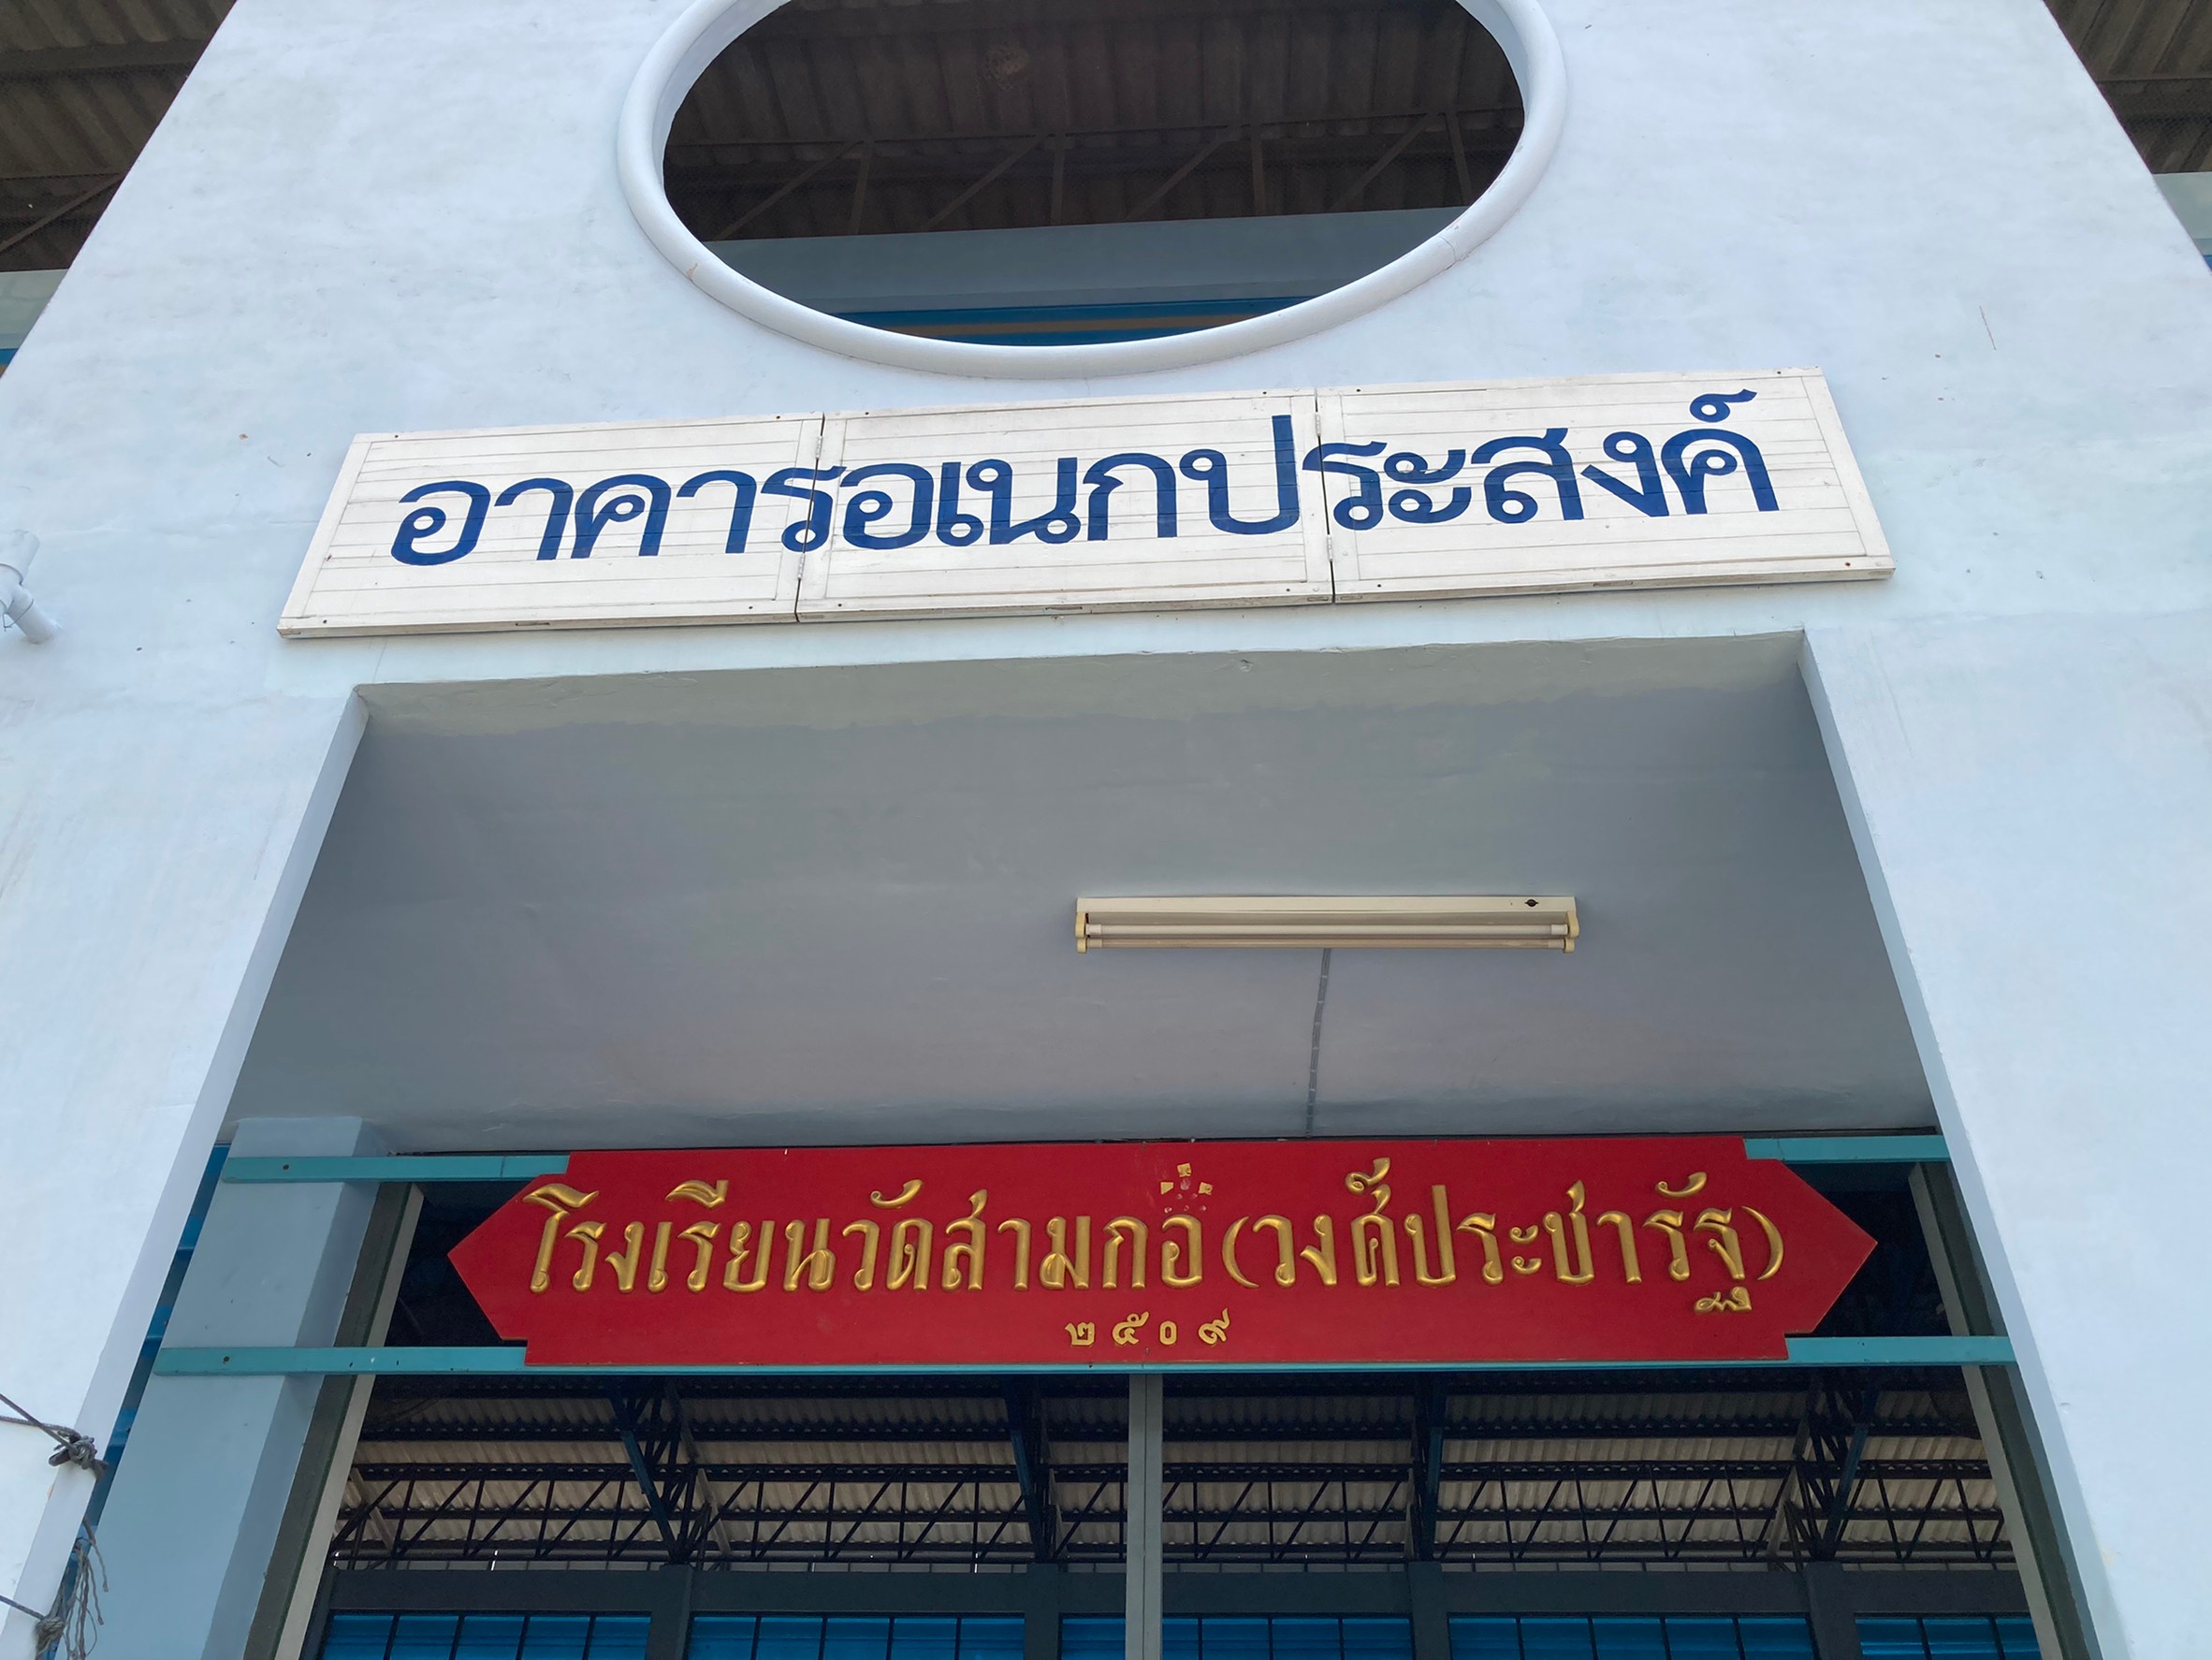 อาคารอเนกประสงค์
โรงเรียนวัดสามกอ(วงศ์ประชารัฐ)
๒๕๐๙